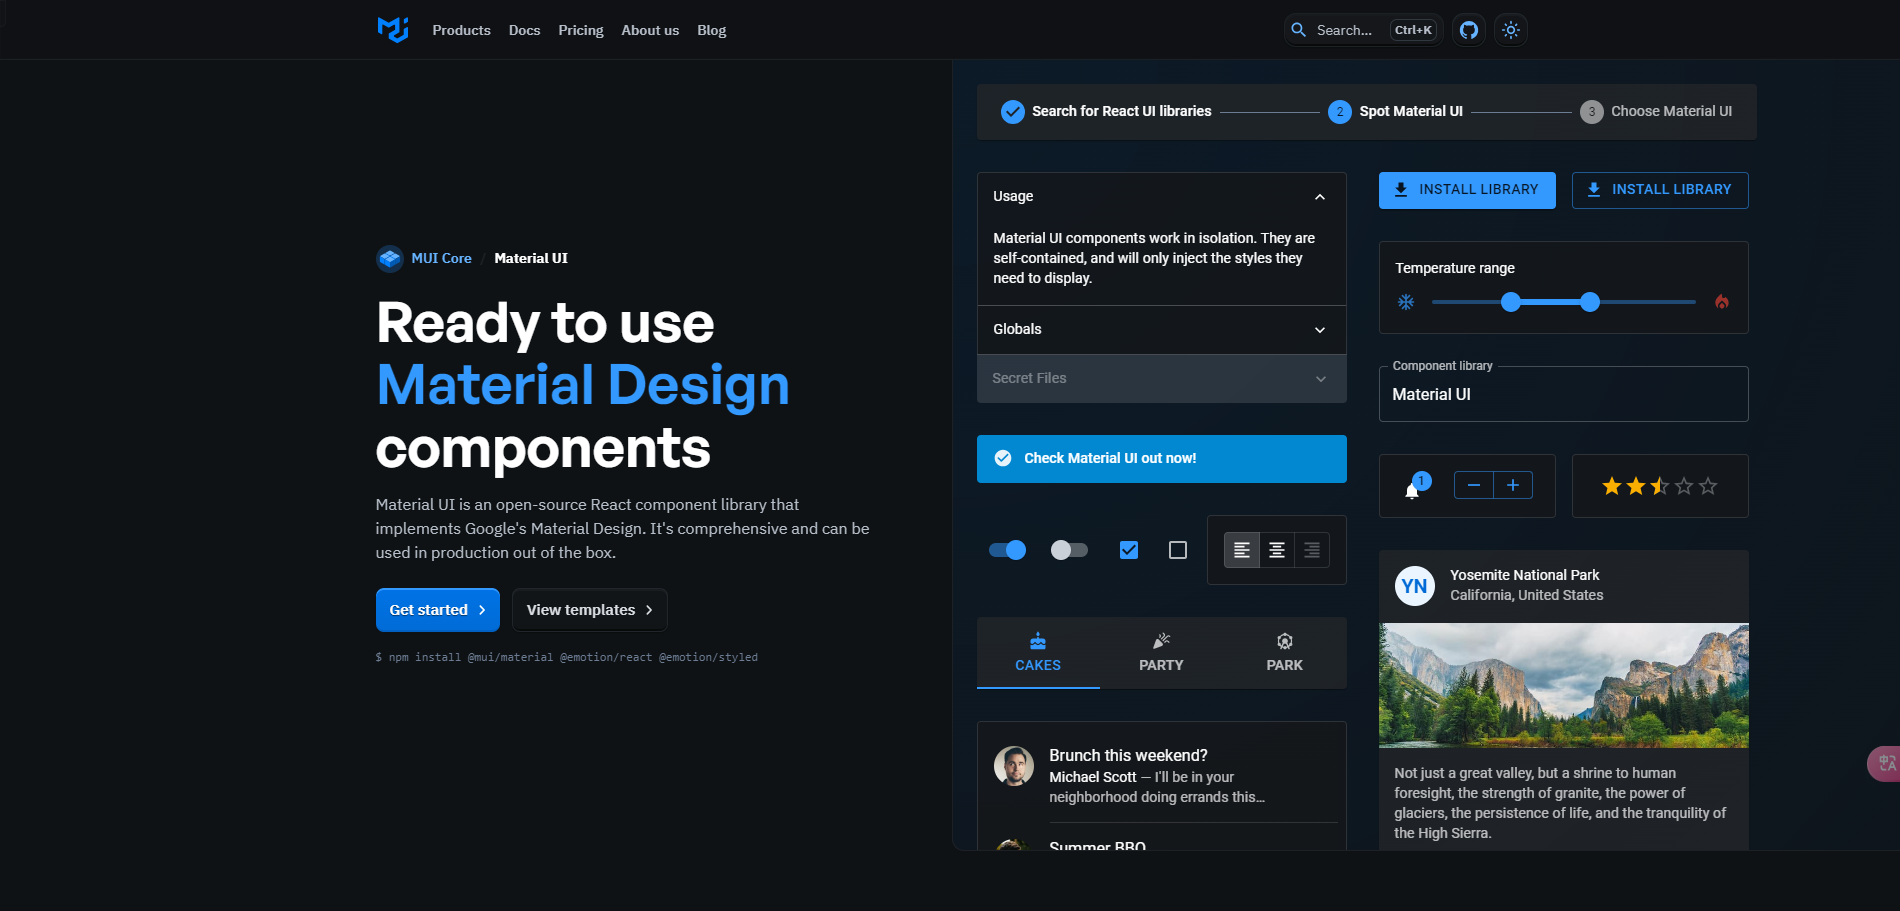 Products Docs Pricing About us Blog
Search... Ctrl+K
MUI Core / Material UI
Ready to use
Material Design
components
Material UI is an open-source React component library that
implements Google's Material Design. It's comprehensive and can be
used in production out of the box.
Get started
View templates
$ npm install @mui/material @emotion/react @emotion/styled
Search for React UI libraries
2 Spot Material UI
3 Choose Material UI
Usage
Material UI components work in isolation. They are
self-contained, and will only inject the styles they
need to display.
Globals
Secret Files
Check Material UI out now!
CAKES
PARTY
PARK
Brunch this weekend?
Michael Scott — I'll be in your
neighborhood doing errands this…
Summer BBQ
INSTALL LIBRARY
INSTALL LIBRARY
Temperature range
Component library
Material UI
1
YN
Yosemite National Park
California, United States
Not just a great valley, but a shrine to human
foresight, the strength of granite, the power of
glaciers, the persistence of life, and the tranquility of
the High Sierra.
中
A